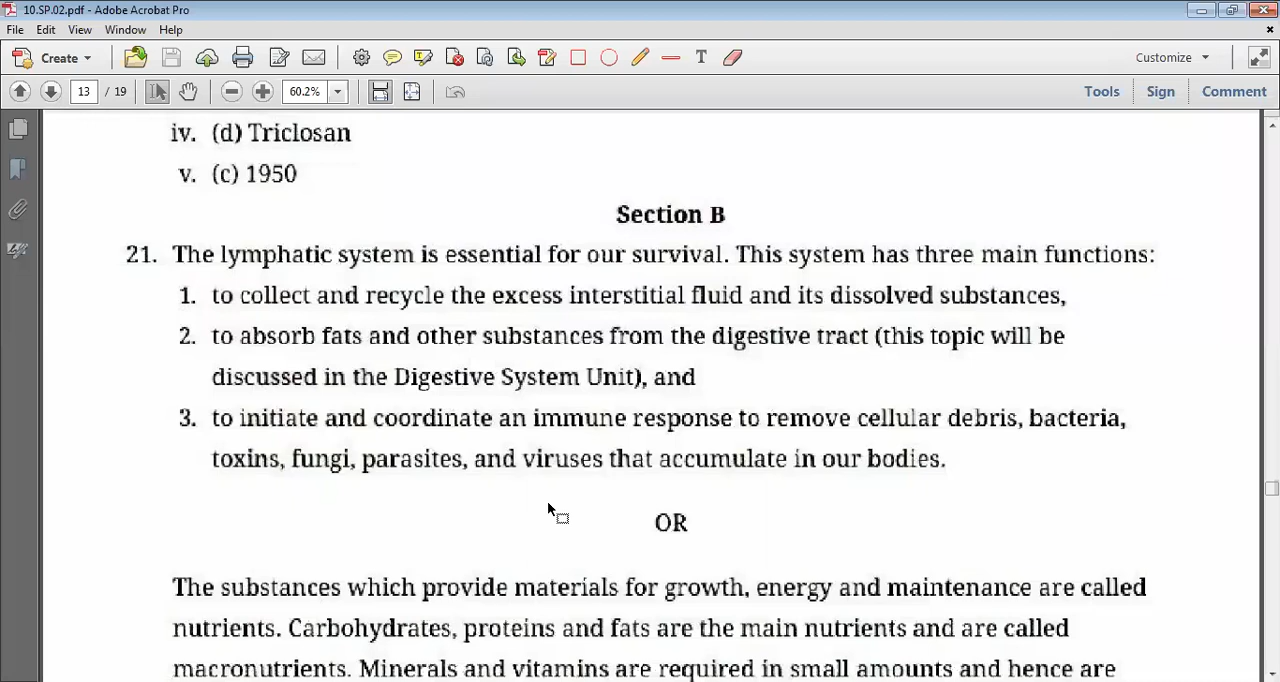 10.SP.02.pdf - Adobe Acrobat Pro
File Edit View Window Help
Create Customize
13 / 19 60.2% Tools Sign Comment
iv. (d) Triclosan
v. (c) 1950
Section B
21. The lymphatic system is essential for our survival. This system has three main functions:
1. to collect and recycle the excess interstitial fluid and its dissolved substances,
2. to absorb fats and other substances from the digestive tract (this topic will be
discussed in the Digestive System Unit), and
3. to initiate and coordinate an immune response to remove cellular debris, bacteria,
toxins, fungi, parasites, and viruses that accumulate in our bodies.
OR
The substances which provide materials for growth, energy and maintenance are called
nutrients. Carbohydrates, proteins and fats are the main nutrients and are called
macronutrients. Minerals and vitamins are required in small amounts and hence are